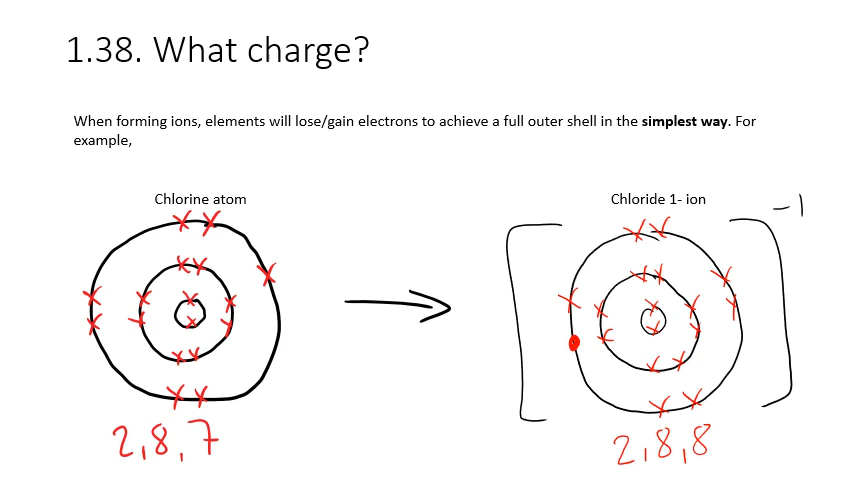 1.38. What charge?
When forming ions, elements will lose/gain electrons to achieve a full outer shell in the simplest way. For
example,
Chlorine atom
Chloride 1- ion
-1
2,8,7
2,8,8